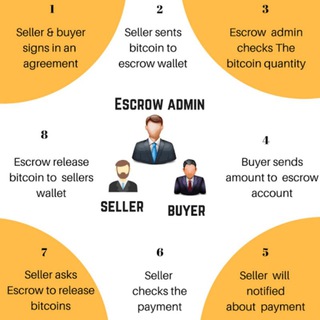 1
Seller & buyer
signs in an
agreement
2
Seller sents
bitcoin to
escrow wallet
3
Escrow admin
checks The
bitcoin quantity
ESCROW ADMIN
SELLER
BUYER
8
Escrow release
bitcoin to sellers
wallet
4
Buyer sends
amount to escrow
account
7
Seller asks
Escrow to release
bitcoins
6
Seller
checks the
payment
5
Seller will
notified
about payment